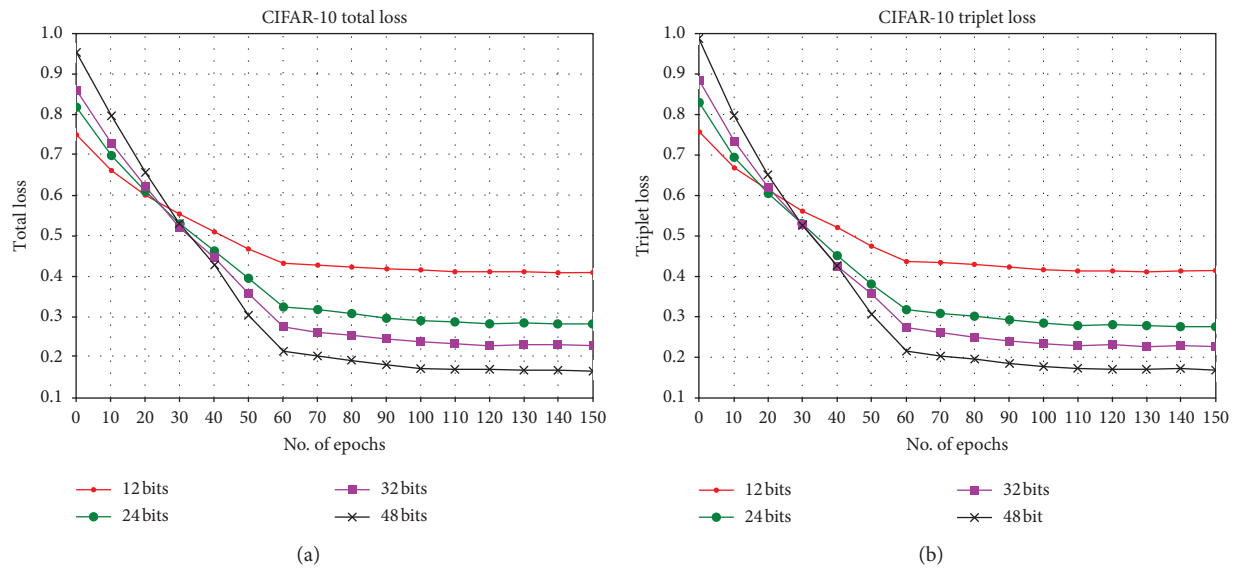 CIFAR-10 total loss
1.0
0.9
0.8
0.7
0.6
0.5
0.4
0.3
0.2
0.1
Total loss
0 10 20 30 40 50 60 70 80 90 100 110 120 130 140 150
No. of epochs
12 bits
24 bits
32 bits
48 bits
(a)
CIFAR-10 triplet loss
1.0
0.9
0.8
0.7
0.6
0.5
0.4
0.3
0.2
0.1
Triplet loss
0 10 20 30 40 50 60 70 80 90 100 110 120 130 140 150
No. of epochs
12 bits
24 bits
32 bits
48 bit
(b)